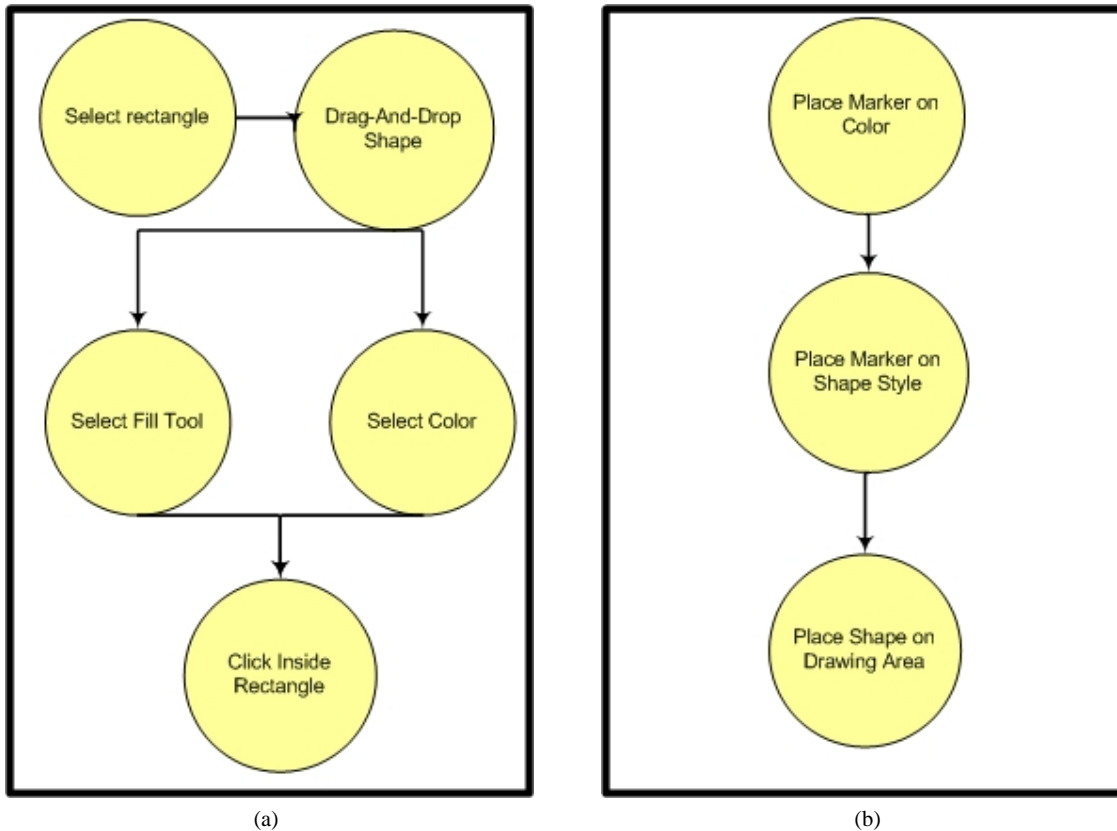 Select rectangle
Drag-And-Drop
Shape
Select Fill Tool
Select Color
Click Inside
Rectangle
(a)
Place Marker on
Color
Place Marker on
Shape Style
Place Shape on
Drawing Area
(b)